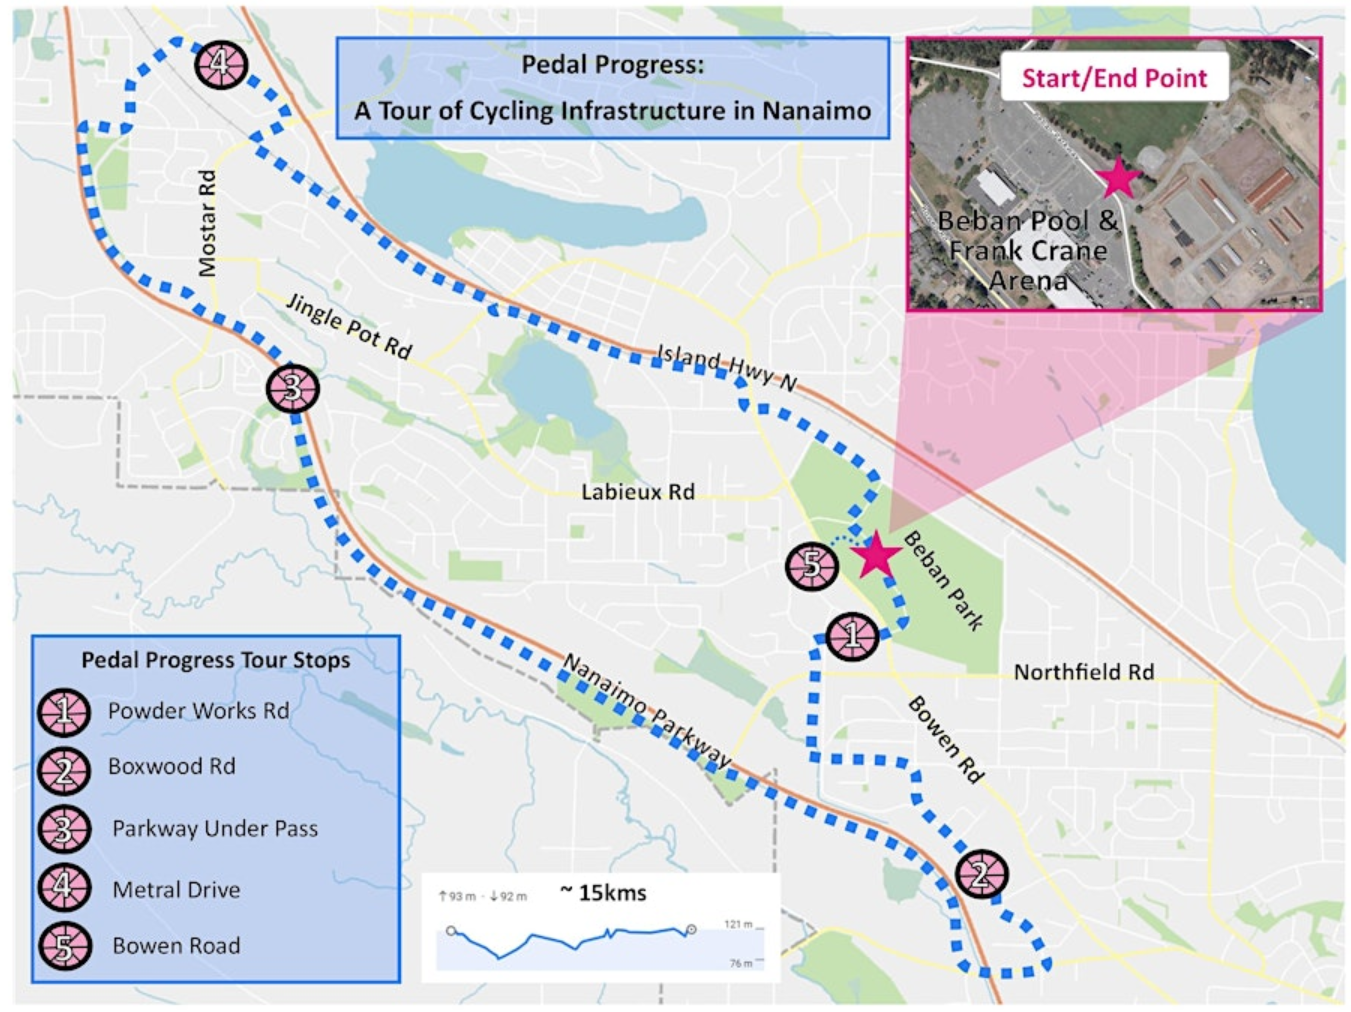 Pedal Progress:
A Tour of Cycling Infrastructure in Nanaimo
Start/End Point
Beban Pool &
Frank Crane
Arena
4
Mostar Rd
Jingle Pot Rd
Island Hwy N
3
Labieux Rd
5
Beban Park
1
Northfield Rd
Nanaimo Parkway
Bowen Rd
2
Pedal Progress Tour Stops
1 Powder Works Rd
2 Boxwood Rd
3 Parkway Under Pass
4 Metral Drive
5 Bowen Road
↑93 m - ↓92 m ~ 15kms
121 m
76 m